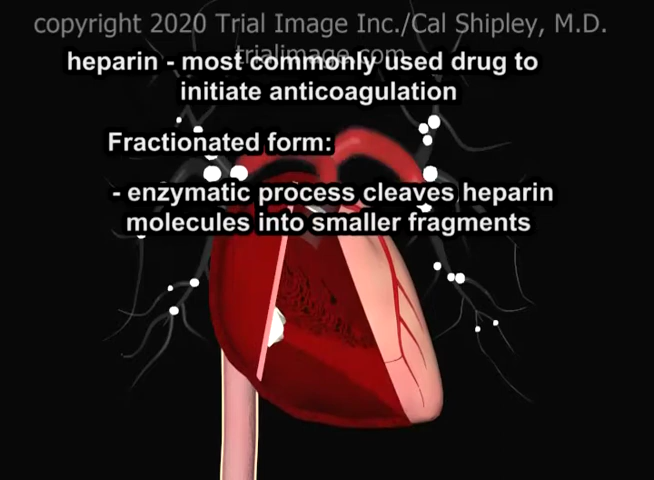 copyright 2020 Trial Image Inc./Cal Shipley, M.D.
trialimage.com
heparin - most commonly used drug to
initiate anticoagulation
Fractionated form:
- enzymatic process cleaves heparin
molecules into smaller fragments